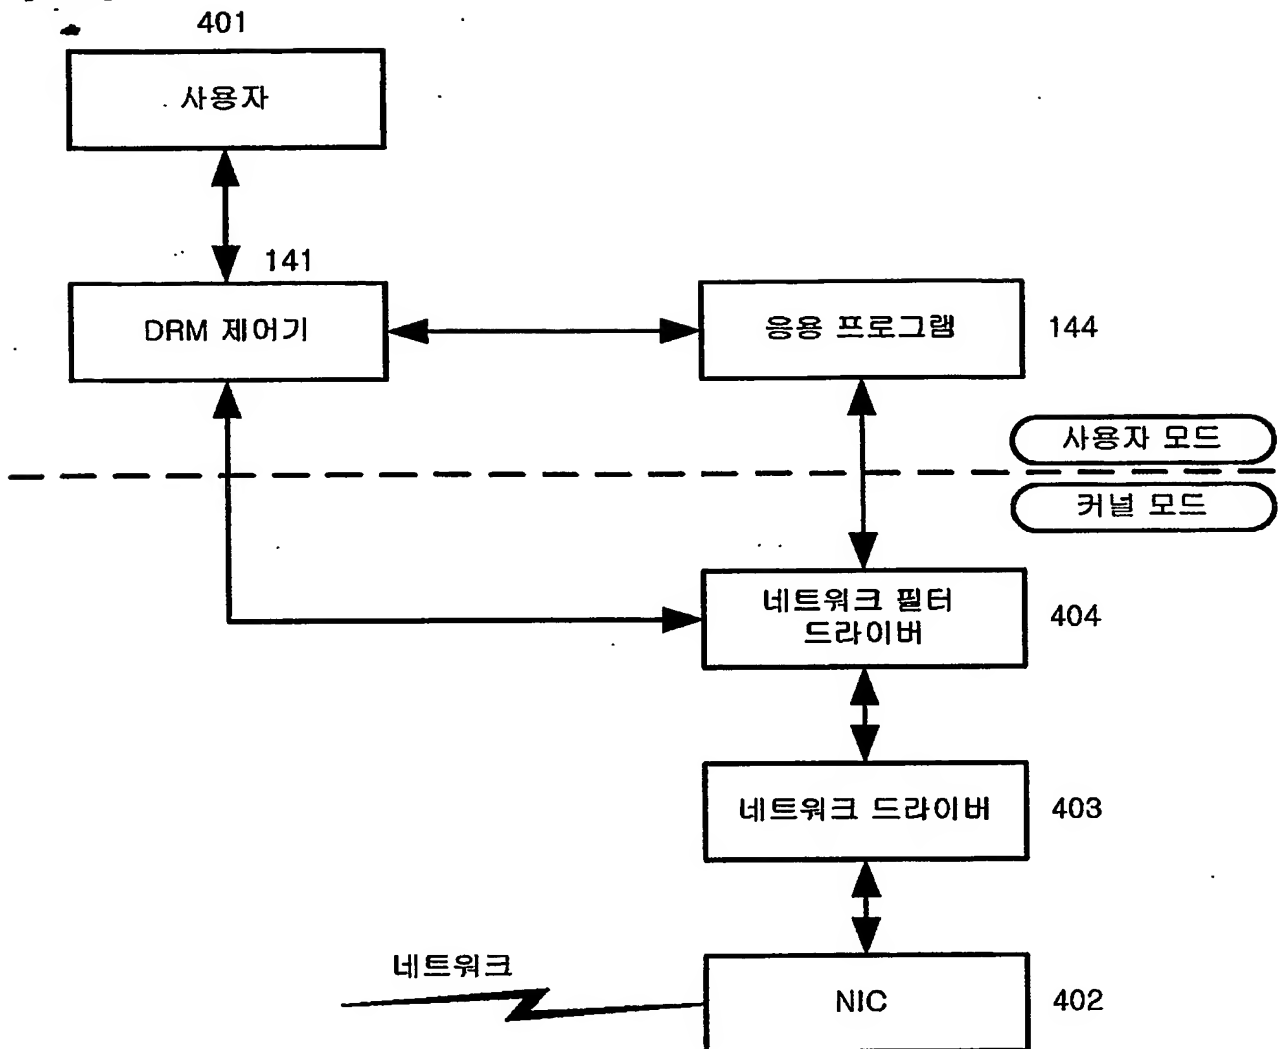 401
사용자
141
DRM 제어기
응용 프로그램
144
사용자 모드
커널 모드
네트워크 필터
드라이버
404
네트워크 드라이버
403
네트워크
NIC
402